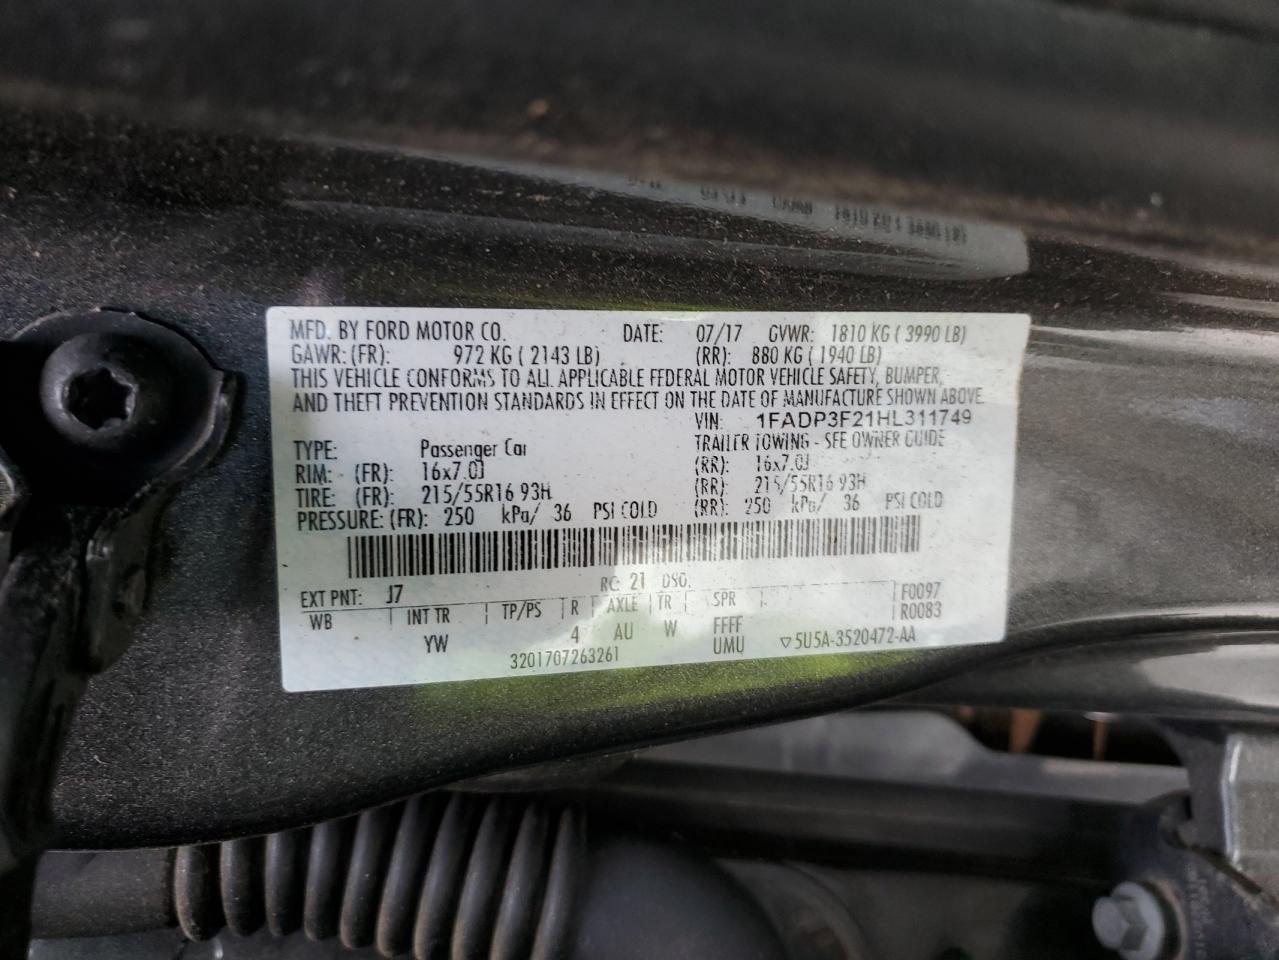 MFD. BY FORD MOTOR CO. DATE: 07/17 GVWR: 1810 KG ( 3990 LB)
GAWR: (FR): 972 KG ( 2143 LB) (RR): 880 KG ( 1940 LB)
THIS VEHICLE CONFORMS TO ALL APPLICABLE FEDERAL MOTOR VEHICLE SAFETY, BUMPER,
AND THEFT PREVENTION STANDARDS IN EFFECT ON THE DATE OF MANUFACTURE SHOWN ABOVE.
VIN: 1FADP3F21HL311749
TYPE: Passenger Car TRAILER TOWING - SEE OWNER GUIDE
RIM: (FR): 16x7.0J (RR): 16x7.0J
TIRE: (FR): 215/55R16 93H (RR): 215/55R16 93H
PRESSURE: (FR): 250 kPa/ 36 PSI COLD (RR): 250 kPa/ 36 PSI COLD
EXT PNT: J7 RC: 21 DSO: F0097
WB INT TR TP/PS R AXLE TR SPR R0083
YW 4 AU W FFFF
UMU ▽5U5A-3520472-AA
3201707263261